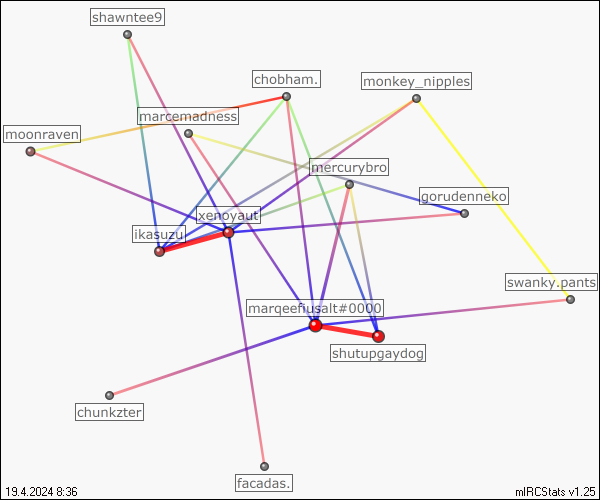 shawntee9
chobham.
monkey_nipples
marcemadness
moonraven
mercurybro
gorudenneko
xenoyaut
ikasuzu
swanky.pants
marqeeñusalt#0000
shutupgaydog
chunkzter
facadas.
19.4.2024 8:36
mIRCStats v1.25